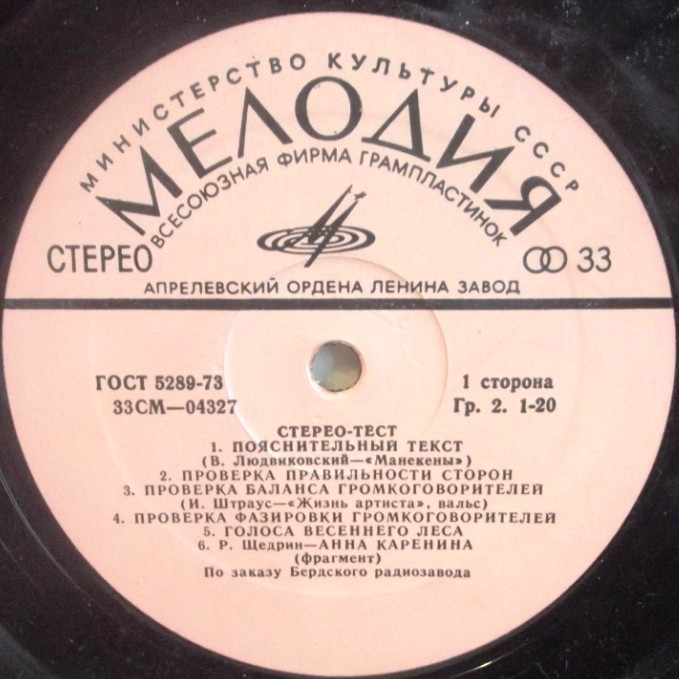 МИНИСТЕРСТВО КУЛЬТУРЫ СССР
МЕЛОДИЯ
ВСЕСОЮЗНАЯ ФИРМА ГРАМПЛАСТИНОК
СТЕРЕО
33
АПРЕЛЕВСКИЙ ОРДЕНА ЛЕНИНА ЗАВОД
ГОСТ 5289-73
1 сторона
33СМ—04327
Гр. 2. 1-20
СТЕРЕО-ТЕСТ
1. ПОЯСНИТЕЛЬНЫЙ ТЕКСТ
(В. Людвиковский—«Манекены»)
2. ПРОВЕРКА ПРАВИЛЬНОСТИ СТОРОН
3. ПРОВЕРКА БАЛАНСА ГРОМКОГОВОРИТЕЛЕЙ
(И. Штраус—«Жизнь артиста», вальс)
4. ПРОВЕРКА ФАЗИРОВКИ ГРОМКОГОВОРИТЕЛЕЙ
5. ГОЛОСА ВЕСЕННЕГО ЛЕСА
6. Р. Щедрин—АННА КАРЕНИНА
(фрагмент)
По заказу Бердского радиозавода